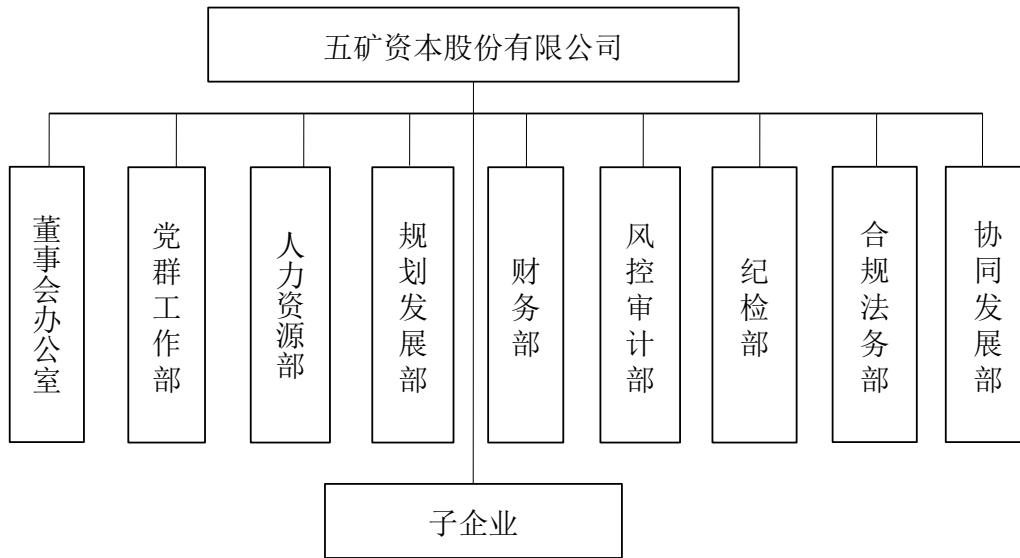 五矿资本股份有限公司
董事会办公室
党群工作部
人力资源部
规划发展部
财务部
风控审计部
纪检部
合规法务部
协同发展部
子企业